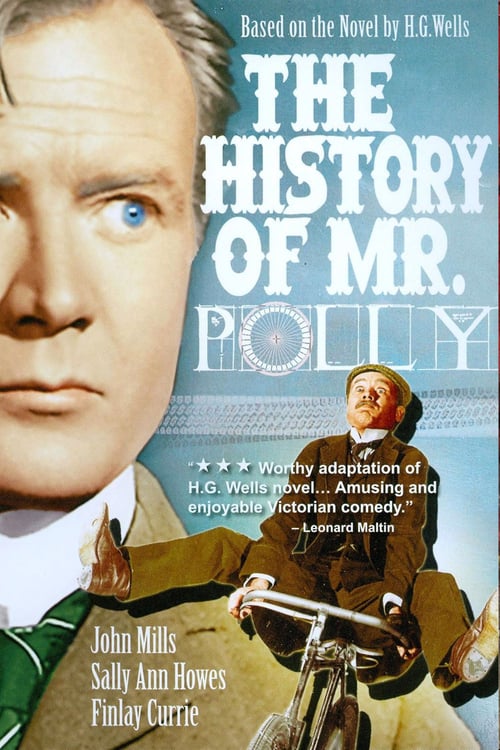 Based on the Novel by H.G.Wells
THE
HISTORY
OF MR.
POLLY
“★★★ Worthy adaptation of
H.G. Wells novel... Amusing and
enjoyable Victorian comedy.”
– Leonard Maltin
John Mills
Sally Ann Howes
Finlay Currie